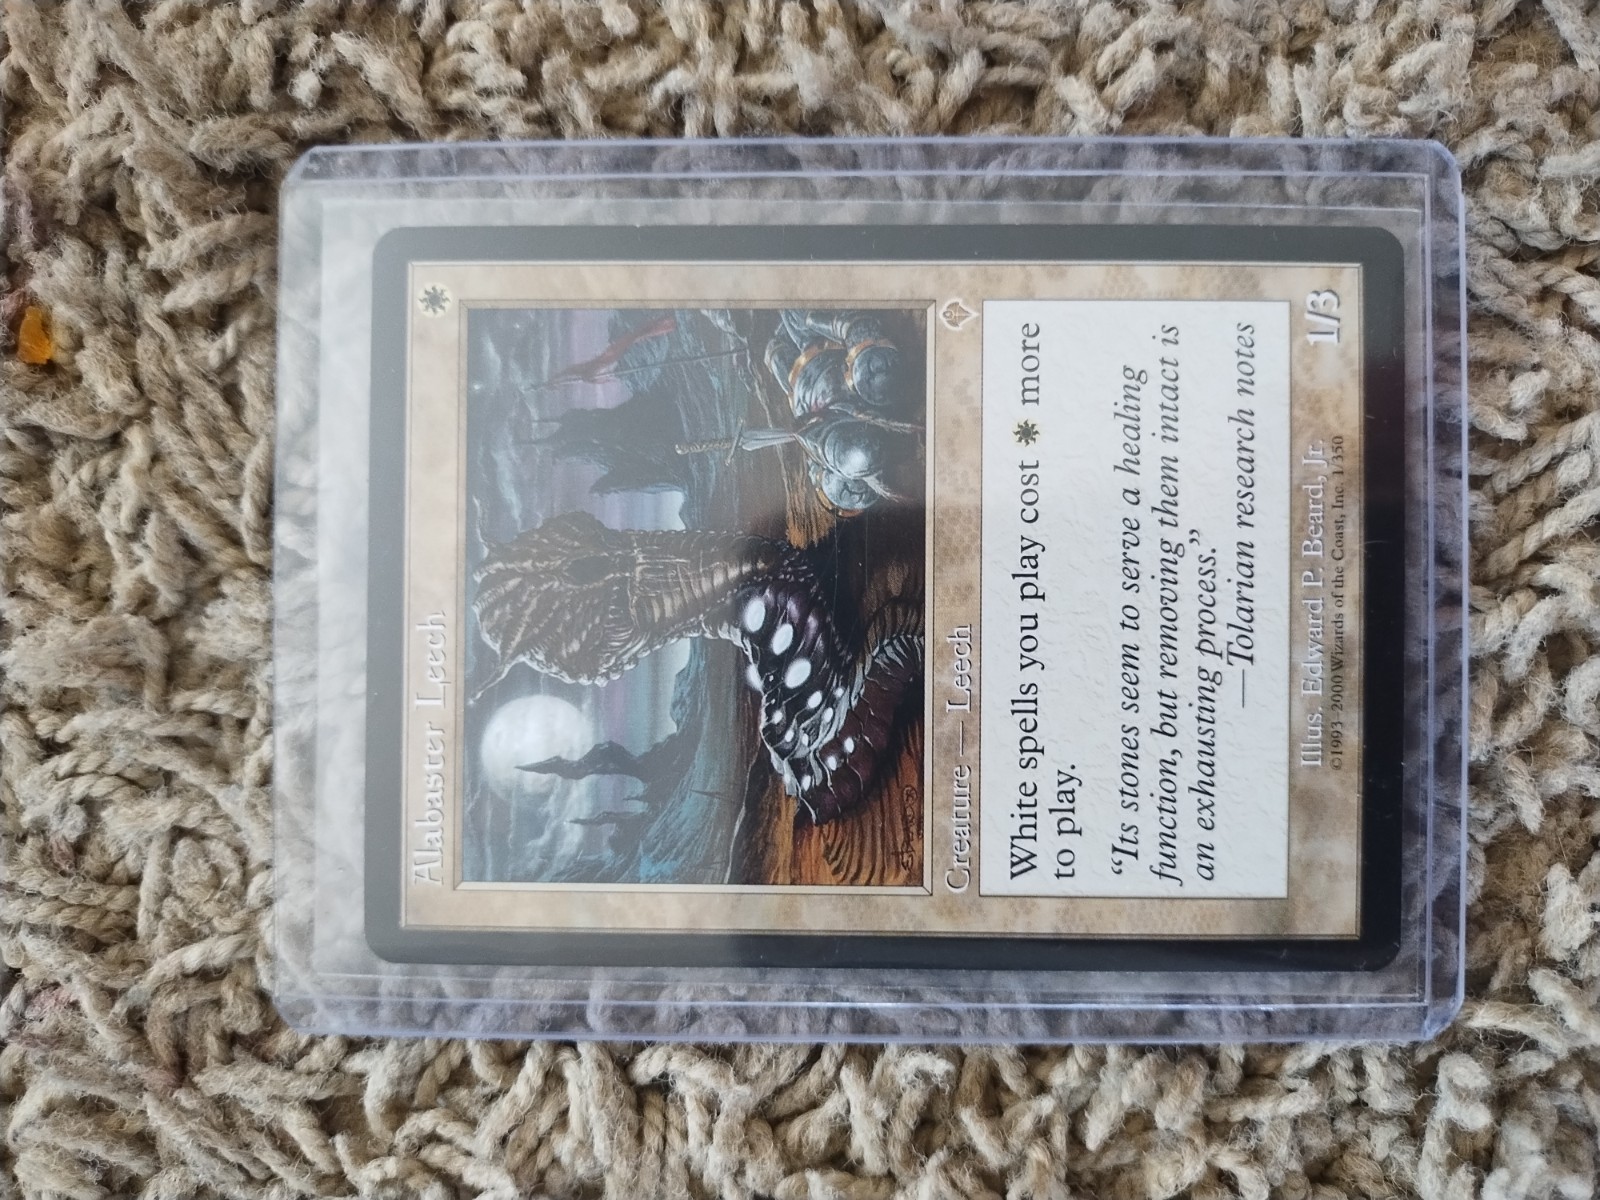 Alabaster Leech
Creature — Leech
White spells you play cost more
to play.
“Its stones seem to serve a healing
function, but removing them intact is
an exhausting process.”
—Tolarian research notes
1/3
Illus. Edward P. Beard, Jr.
©1993-2000 Wizards of the Coast, Inc. 1/350